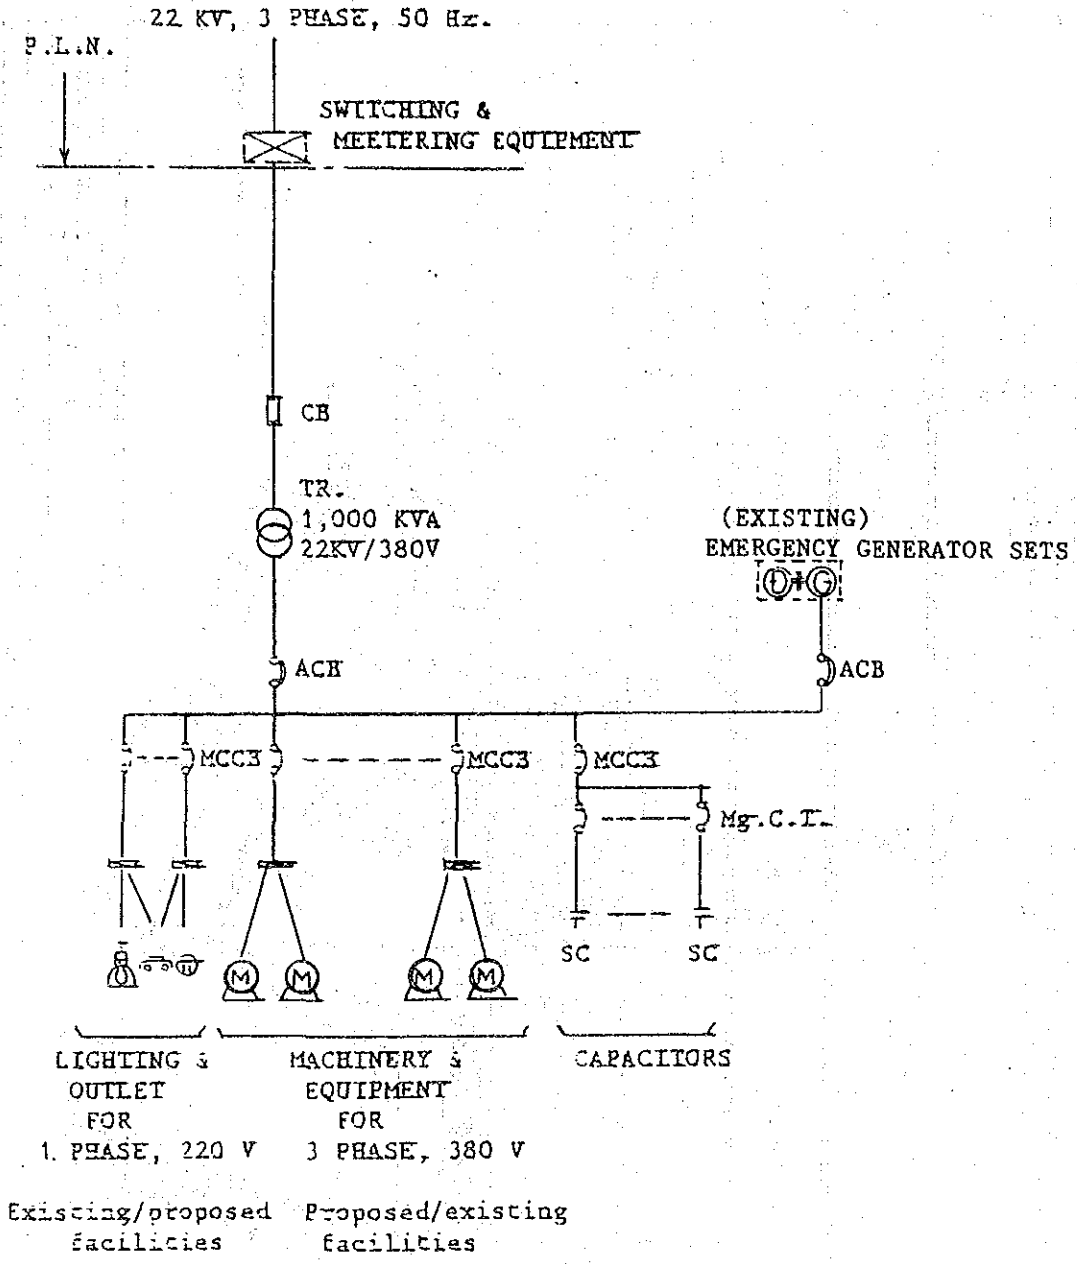 22 KV, 3 PHASE, 50 Hz.
P.L.N.
SWITCHING &
MEETERING EQUIPMENT
CB
TR.
1,000 KVA
22KV/380V
(EXISTING)
EMERGENCY GENERATOR SETS
D G
ACB
ACB
MCCB
MCCB
MCCB
Mg.C.T.
SC
SC
M
M
M
M
LIGHTING &
OUTLET
FOR
1. PHASE, 220 V
MACHINERY &
EQUIPMENT
FOR
3 PHASE, 380 V
CAPACITORS
Existing/proposed
facilities
Proposed/existing
facilities